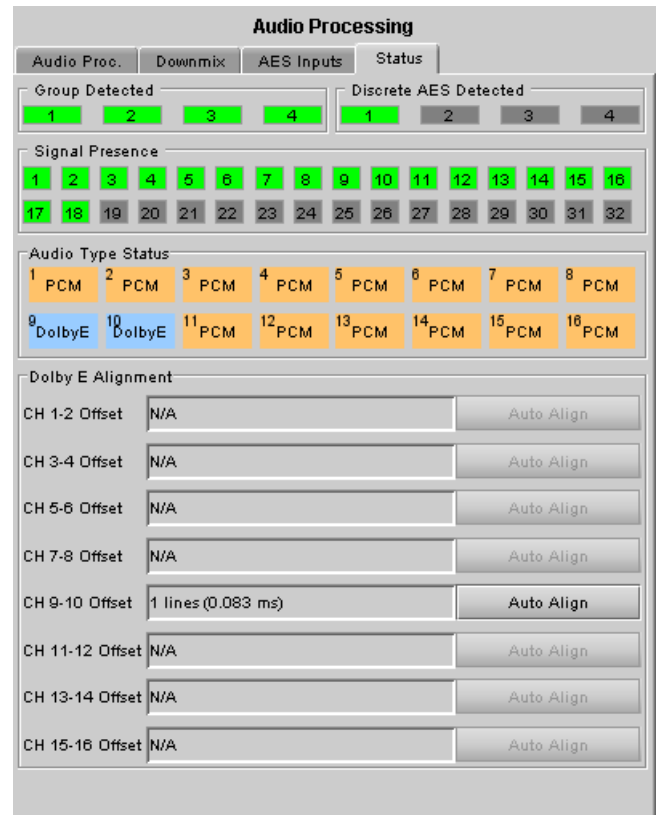 Audio Processing
Audio Proc. Downmix AES Inputs Status
Group Detected Discrete AES Detected
1 2 3 4 1 2 3 4
Signal Presence
1 2 3 4 5 6 7 8 9 10 11 12 13 14 15 16
17 18 19 20 21 22 23 24 25 26 27 28 29 30 31 32
Audio Type Status
1 PCM 2 PCM 3 PCM 4 PCM 5 PCM 6 PCM 7 PCM 8 PCM
9 DolbyE 10 DolbyE 11 PCM 12 PCM 13 PCM 14 PCM 15 PCM 16 PCM
Dolby E Alignment
CH 1-2 Offset N/A Auto Align
CH 3-4 Offset N/A Auto Align
CH 5-6 Offset N/A Auto Align
CH 7-8 Offset N/A Auto Align
CH 9-10 Offset 1 lines (0.083 ms) Auto Align
CH 11-12 Offset N/A Auto Align
CH 13-14 Offset N/A Auto Align
CH 15-16 Offset N/A Auto Align